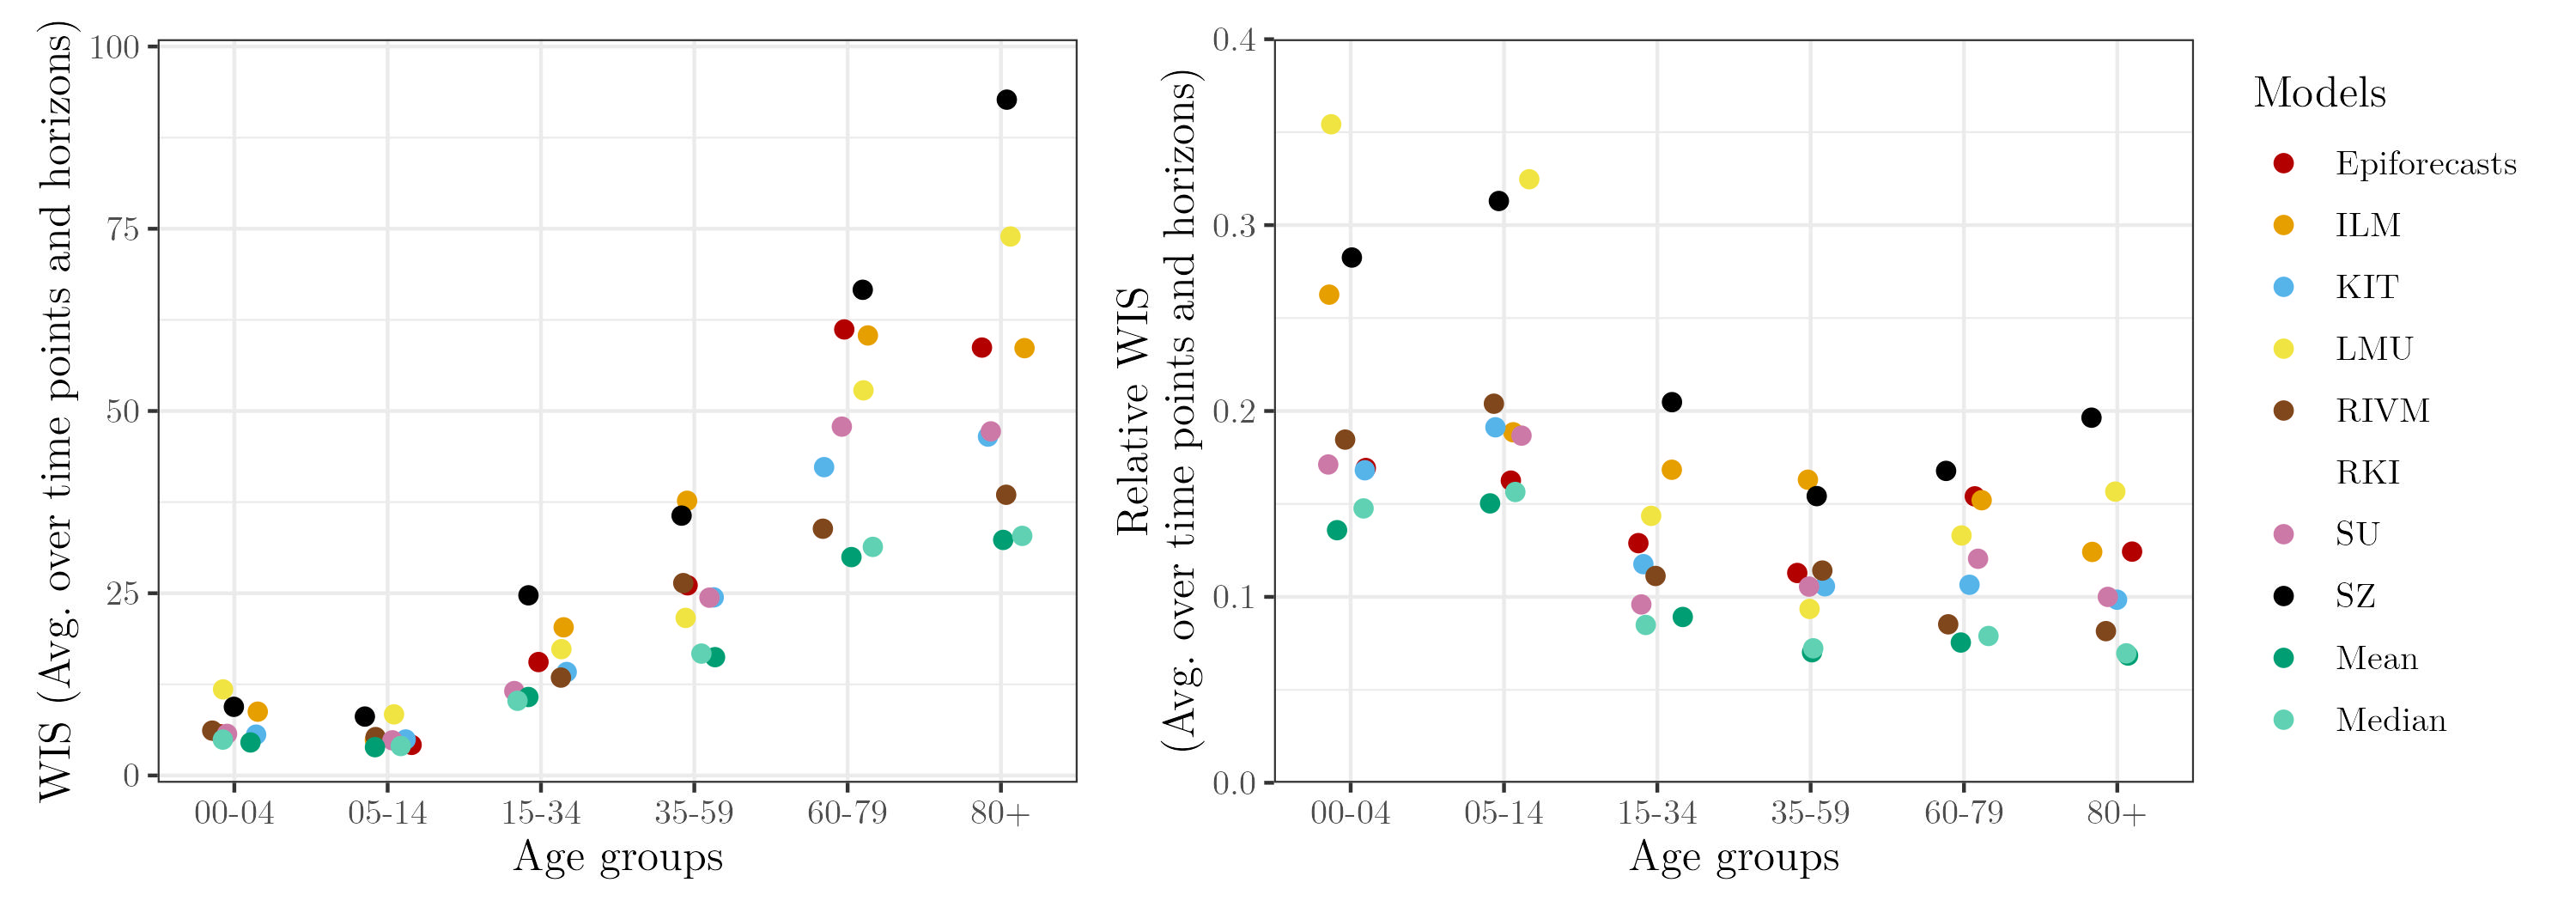 WIS (Avg. over time points and horizons)
100
75
50
25
0
00-04 05-14 15-34 35-59 60-79 80+
Age groups
Relative WIS
(Avg. over time points and horizons)
0.4
0.3
0.2
0.1
0.0
00-04 05-14 15-34 35-59 60-79 80+
Age groups
Models
Epiforecasts
ILM
KIT
LMU
RIVM
RKI
SU
SZ
Mean
Median